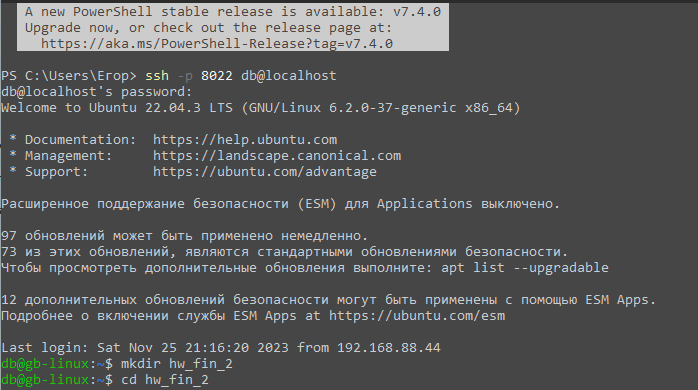 A new PowerShell stable release is available: v7.4.0
Upgrade now, or check out the release page at:
https://aka.ms/PowerShell-Release?tag=v7.4.0
PS C:\Users\Егор> ssh -p 8022 db@localhost
db@localhost's password:
Welcome to Ubuntu 22.04.3 LTS (GNU/Linux 6.2.0-37-generic x86_64)
* Documentation:  https://help.ubuntu.com
* Management:     https://landscape.canonical.com
* Support:        https://ubuntu.com/advantage
Расширенное поддержание безопасности (ESM) для Applications выключено.
97 обновлений может быть применено немедленно.
73 из этих обновлений, являются стандартными обновлениями безопасности.
Чтобы просмотреть дополнительные обновления выполните: apt list --upgradable
12 дополнительных обновлений безопасности могут быть применены с помощью ESM Apps.
Подробнее о включении службы ESM Apps at https://ubuntu.com/esm
Last login: Sat Nov 25 21:16:20 2023 from 192.168.88.44
db@gb-linux:~$ mkdir hw_fin_2
db@gb-linux:~$ cd hw_fin_2